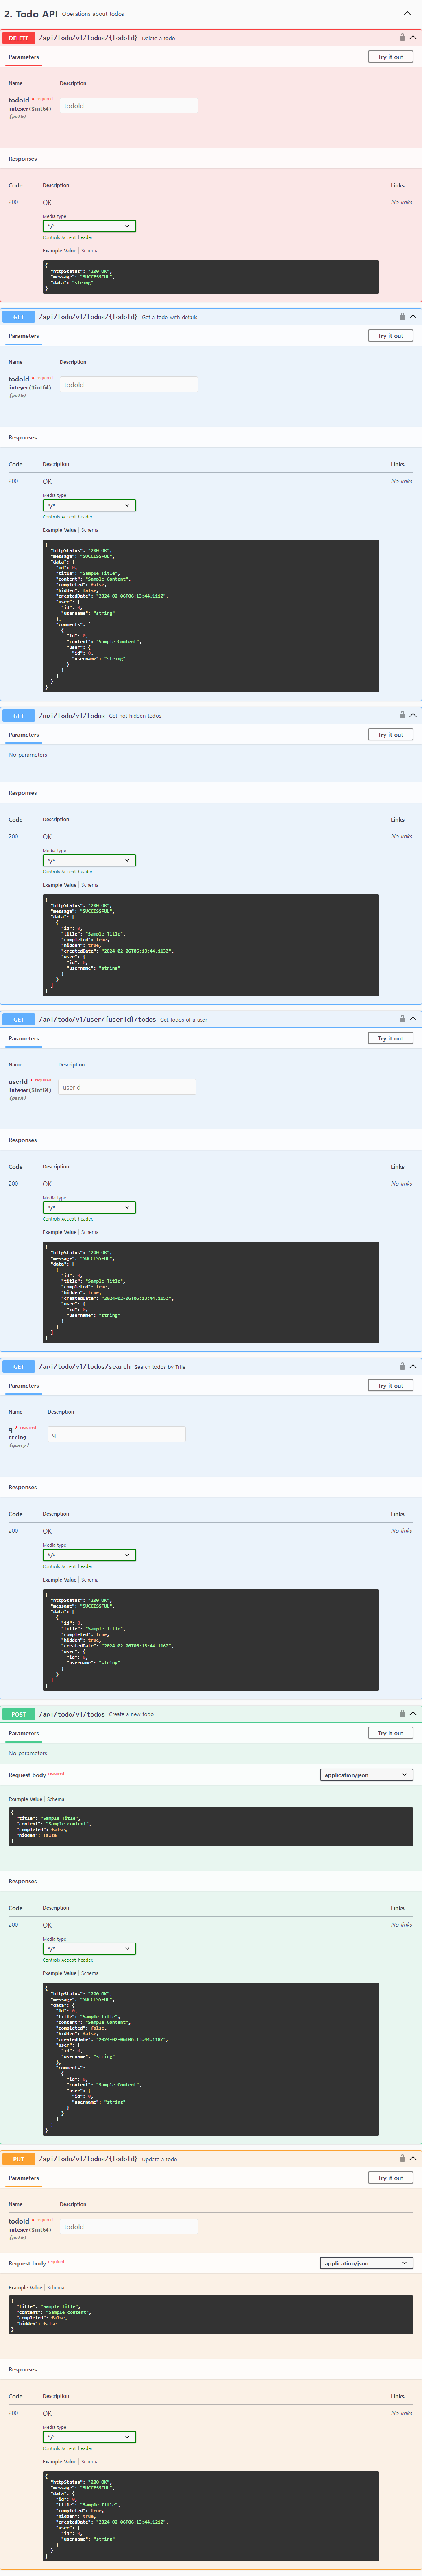 2. Todo API Operations about todos
DELETE /api/todo/v1/todos/{todoId} Delete a todo
Parameters Try it out
Name Description
todoId * required
integer($int64)
(path)
todoId
Responses
Code Description Links
200 OK No links
Media type
*/*
Controls Accept header.
Example Value Schema
{
"httpStatus": "200 OK",
"message": "SUCCESSFUL",
"data": "string"
}
GET /api/todo/v1/todos/{todoId} Get a todo with details
Parameters Try it out
Name Description
todoId * required
integer($int64)
(path)
todoId
Responses
Code Description Links
200 OK No links
Media type
*/*
Controls Accept header.
Example Value Schema
{
"httpStatus": "200 OK",
"message": "SUCCESSFUL",
"data": {
"id": 0,
"title": "Sample Title",
"content": "Sample Content",
"completed": false,
"hidden": false,
"createdDate": "2024-02-06T06:13:44.111Z",
"user": {
"id": 0,
"username": "string"
},
"comments": [
{
"id": 0,
"content": "Sample Content",
"user": {
"id": 0,
"username": "string"
}
}
]
}
}
GET /api/todo/v1/todos Get not hidden todos
Parameters Try it out
No parameters
Responses
Code Description Links
200 OK No links
Media type
*/*
Controls Accept header.
Example Value Schema
{
"httpStatus": "200 OK",
"message": "SUCCESSFUL",
"data": [
{
"id": 0,
"title": "Sample Title",
"completed": true,
"hidden": true,
"createdDate": "2024-02-06T06:13:44.113Z",
"user": {
"id": 0,
"username": "string"
}
}
]
}
GET /api/todo/v1/user/{userId}/todos Get todos of a user
Parameters Try it out
Name Description
userId * required
integer($int64)
(path)
userId
Responses
Code Description Links
200 OK No links
Media type
*/*
Controls Accept header.
Example Value Schema
{
"httpStatus": "200 OK",
"message": "SUCCESSFUL",
"data": [
{
"id": 0,
"title": "Sample Title",
"completed": true,
"hidden": true,
"createdDate": "2024-02-06T06:13:44.115Z",
"user": {
"id": 0,
"username": "string"
}
}
]
}
GET /api/todo/v1/todos/search Search todos by Title
Parameters Try it out
Name Description
q * required
string
(query)
q
Responses
Code Description Links
200 OK No links
Media type
*/*
Controls Accept header.
Example Value Schema
{
"httpStatus": "200 OK",
"message": "SUCCESSFUL",
"data": [
{
"id": 0,
"title": "Sample Title",
"completed": true,
"hidden": true,
"createdDate": "2024-02-06T06:13:44.116Z",
"user": {
"id": 0,
"username": "string"
}
}
]
}
POST /api/todo/v1/todos Create a new todo
Parameters Try it out
No parameters
Request body required application/json
Example Value Schema
{
"title": "Sample Title",
"content": "Sample content",
"completed": false,
"hidden": false
}
Responses
Code Description Links
200 OK No links
Media type
*/*
Controls Accept header.
Example Value Schema
{
"httpStatus": "200 OK",
"message": "SUCCESSFUL",
"data": {
"id": 0,
"title": "Sample Title",
"content": "Sample Content",
"completed": false,
"hidden": false,
"createdDate": "2024-02-06T06:13:44.118Z",
"user": {
"id": 0,
"username": "string"
},
"comments": [
{
"id": 0,
"content": "Sample Content",
"user": {
"id": 0,
"username": "string"
}
}
]
}
}
PUT /api/todo/v1/todos/{todoId} Update a todo
Parameters Try it out
Name Description
todoId * required
integer($int64)
(path)
todoId
Request body required application/json
Example Value Schema
{
"title": "Sample Title",
"content": "Sample content",
"completed": false,
"hidden": false
}
Responses
Code Description Links
200 OK No links
Media type
*/*
Controls Accept header.
Example Value Schema
{
"httpStatus": "200 OK",
"message": "SUCCESSFUL",
"data": {
"id": 0,
"title": "Sample Title",
"completed": true,
"hidden": true,
"createdDate": "2024-02-06T06:13:44.121Z",
"user": {
"id": 0,
"username": "string"
}
}
}